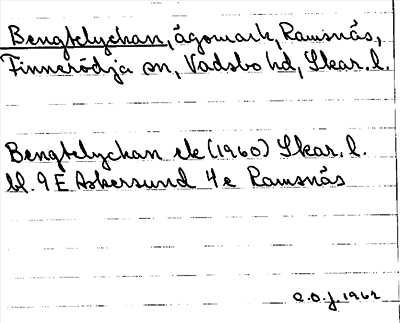 Bengtslyckan, ägomark, Ramsnäs,
Finnerödja sn, Vadsbo hd, Skar. l.
Bengtslyckan ek (1960) Skar. l.
bl. 9 E Askersund 4 e Ramsnäs
C.O.J. 1962